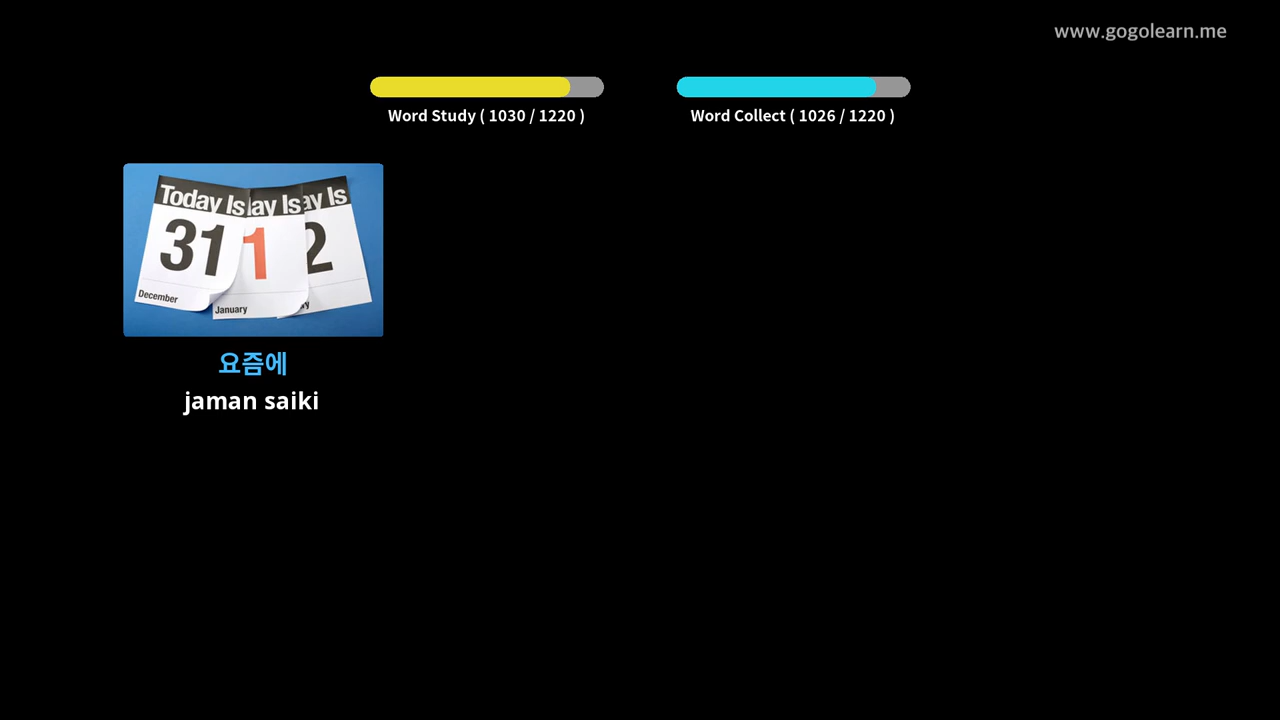 www.gogolearn.me
Word Study ( 1030 / 1220 )
Word Collect ( 1026 / 1220 )
Today Is
ay Is
ay Is
31
1
2
December
January
ry
요즘에
jaman saiki